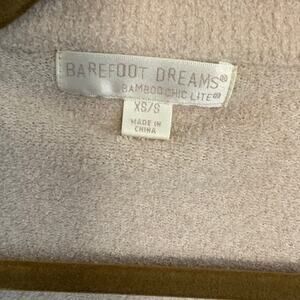 BAREFOOT DREAMS®
BAMBOO CHIC LITE®
XS/S
MADE IN
CHINA